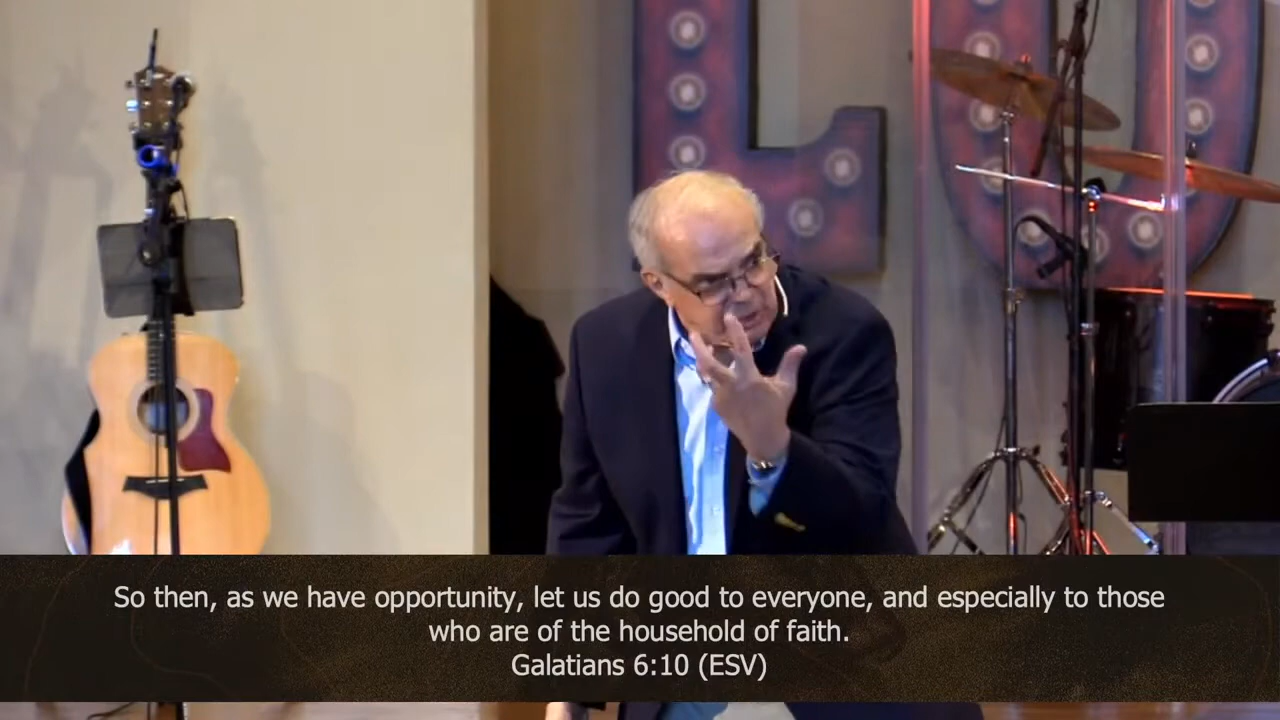 LO
So then, as we have opportunity, let us do good to everyone, and especially to those
who are of the household of faith.
Galatians 6:10 (ESV)